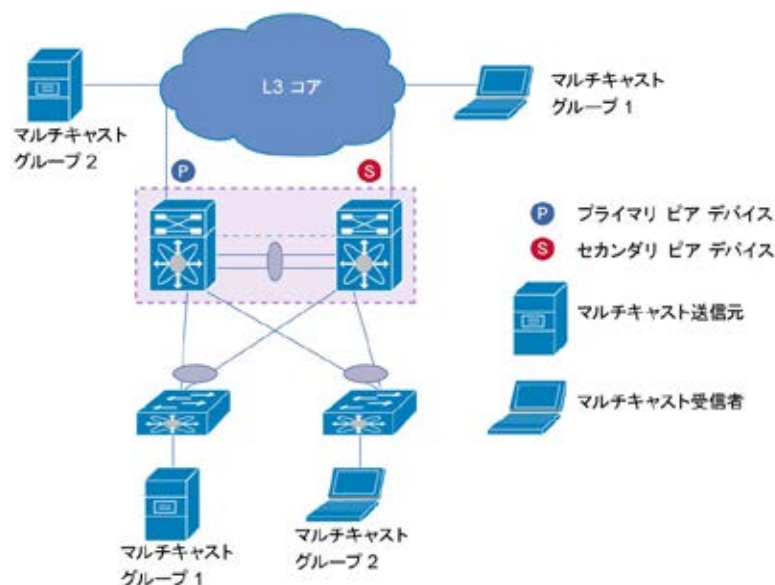 L3 コア
マルチキャスト
グループ 2
マルチキャスト
グループ 1
P
S
P プライマリ ピア デバイス
S セカンダリ ピア デバイス
マルチキャスト送信元
マルチキャスト受信者
マルチキャスト
グループ 1
マルチキャスト
グループ 2